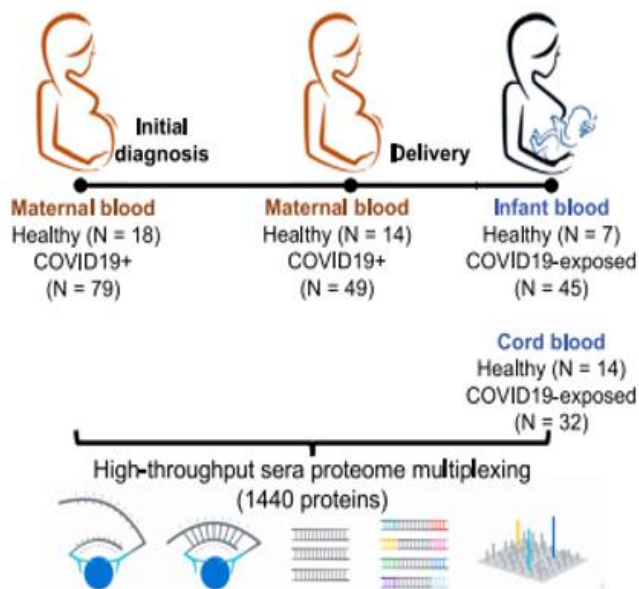 Initial
diagnosis
Delivery
Maternal blood
Healthy (N = 18)
COVID19+
(N = 79)
Maternal blood
Healthy (N = 14)
COVID19+
(N = 49)
Infant blood
Healthy (N = 7)
COVID19-exposed
(N = 45)
Cord blood
Healthy (N = 14)
COVID19-exposed
(N = 32)
High-throughput sera proteome multiplexing
(1440 proteins)